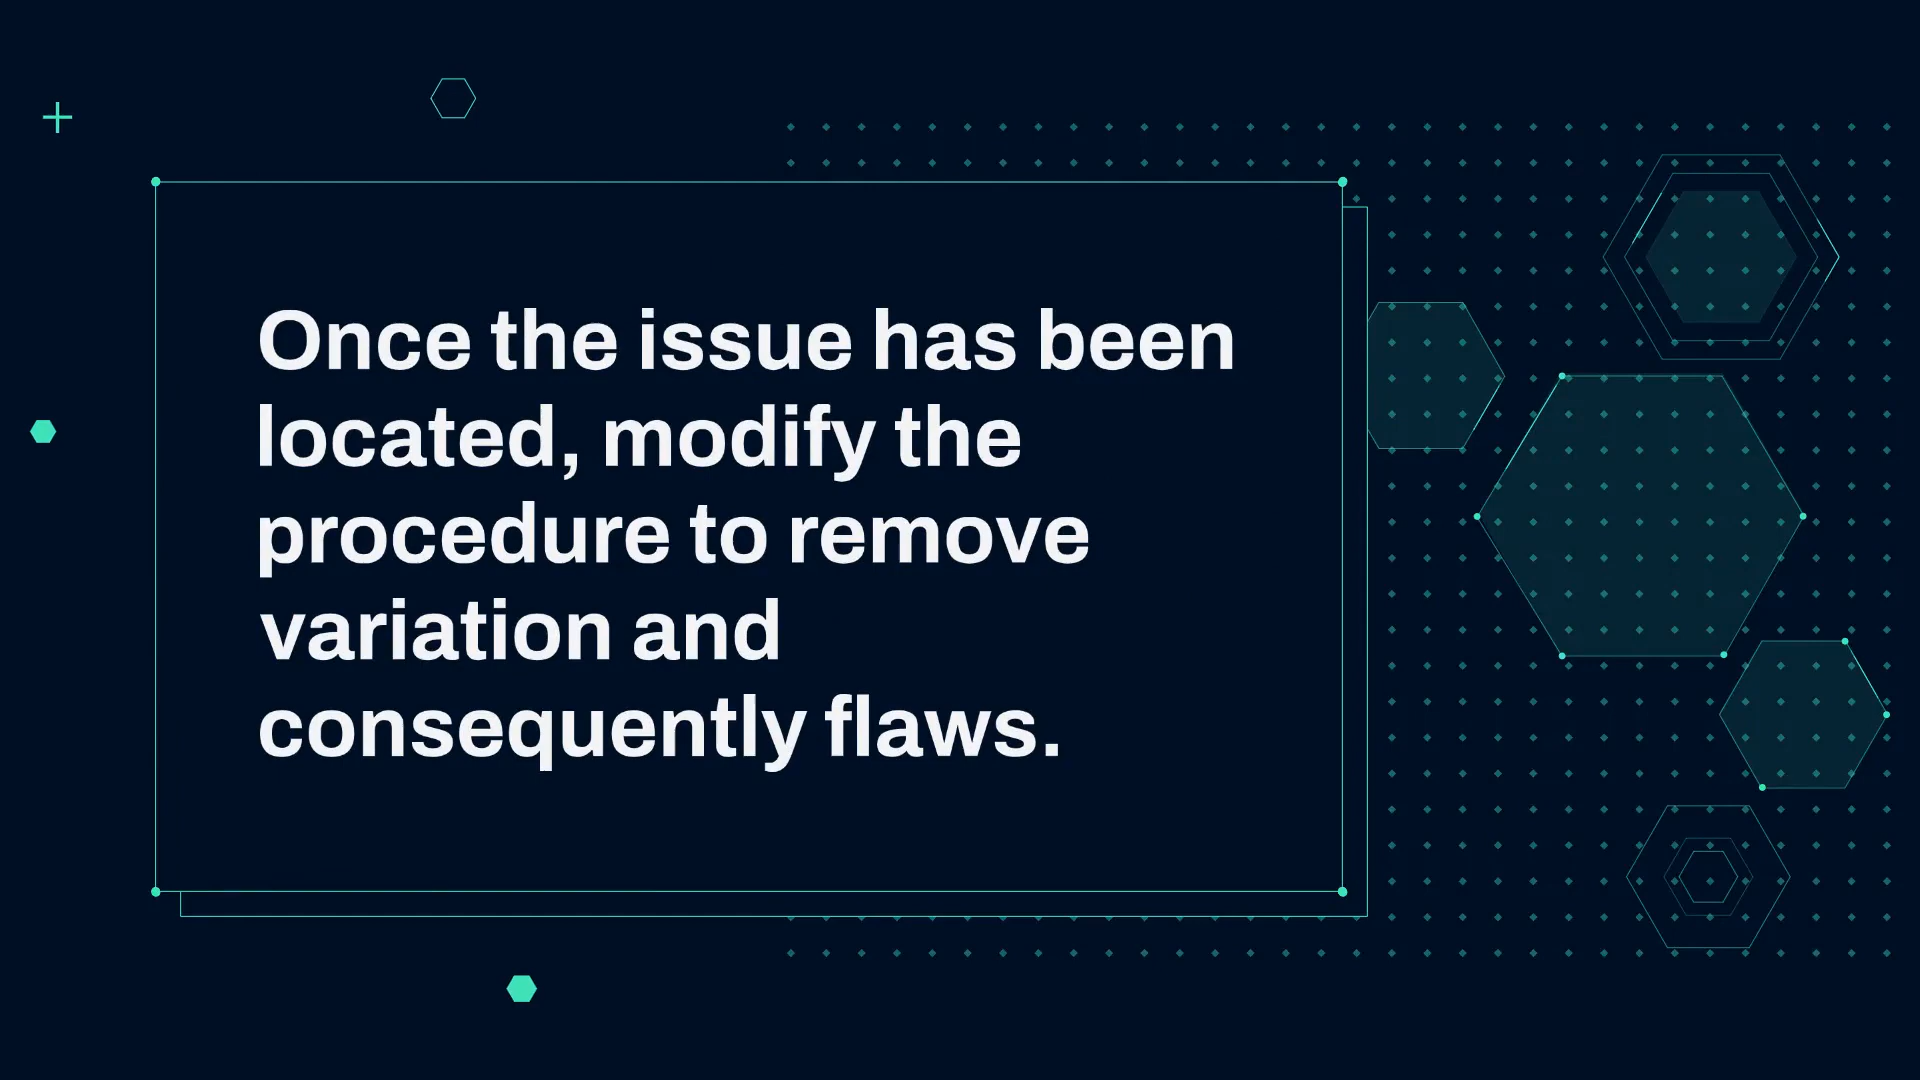 Once the issue has been
located, modify the
procedure to remove
variation and
consequently flaws.